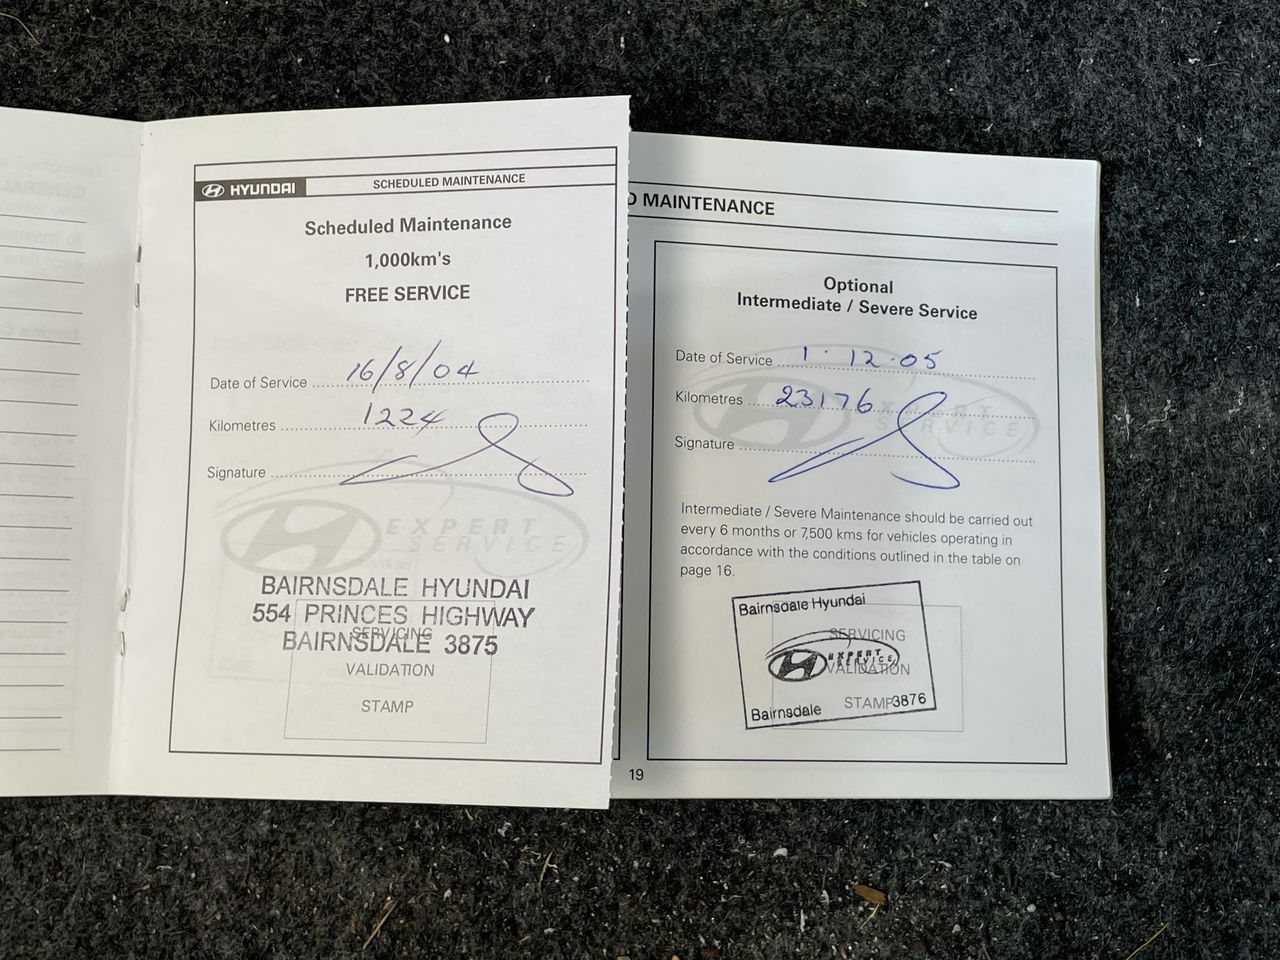 HYUNDAI SCHEDULED MAINTENANCE
Scheduled Maintenance
1,000km's
FREE SERVICE
Date of Service 16/8/04
Kilometres 1224
Signature
EXPERT
SERVICE
BAIRNSDALE HYUNDAI
554 PRINCES HIGHWAY
BAIRNSDALE 3875
SERVICING
VALIDATION
STAMP
D MAINTENANCE
Optional
Intermediate / Severe Service
Date of Service 1·12·05
Kilometres 23176
EXPERT
SERVICE
Signature
Intermediate / Severe Maintenance should be carried out
every 6 months or 7,500 kms for vehicles operating in
accordance with the conditions outlined in the table on
page 16.
Bairnsdale Hyundai
SERVICING
EXPERT
SERVICE
VALIDATION
STAMP
Bairnsdale 3876
19